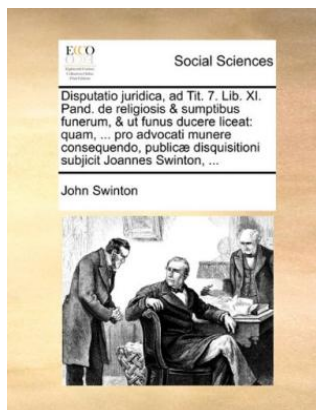 ECCO
Social Sciences
Disputatio juridica, ad Tit. 7. Lib. XI.
Pand. de religiosis & sumptibus
funerum, & ut funus ducere liceat:
quam, ... pro advocati munere
consequendo, publicæ disquisitioni
subjicit Joannes Swinton, ...
John Swinton